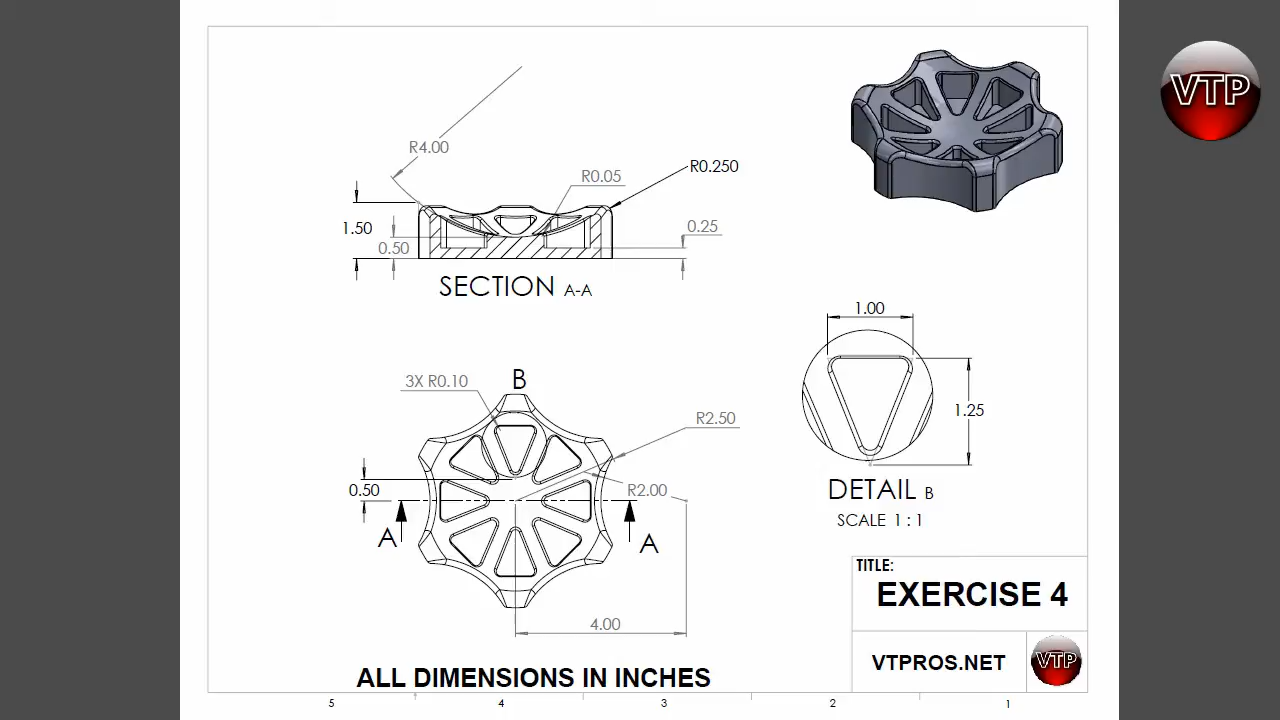 VTP
R4.00
R0.05
R0.250
1.50
0.50
0.25
SECTION A-A
1.00
1.25
DETAIL B
SCALE 1 : 1
3X R0.10
B
R2.50
0.50
R2.00
A
A
4.00
TITLE:
EXERCISE 4
VTPROS.NET
VTP
ALL DIMENSIONS IN INCHES
5
4
3
2
1